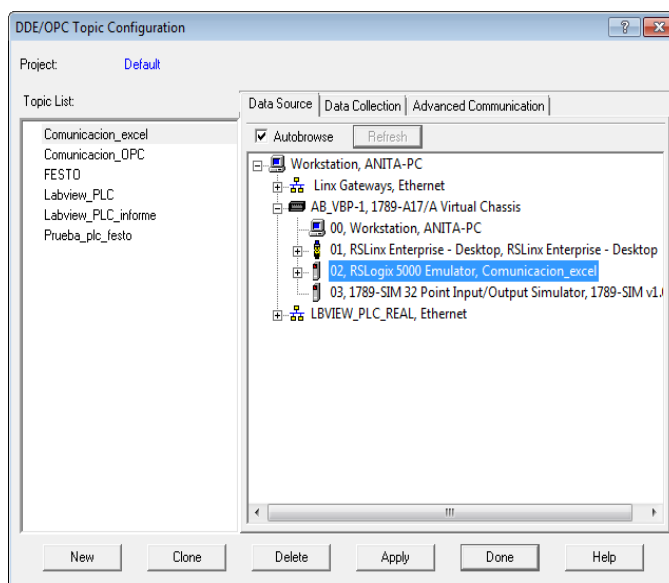 DDE/OPC Topic Configuration
Project: Default
Topic List:
Comunicacion_excel
Comunicacion_OPC
FESTO
Labview_PLC
Labview_PLC_informe
Prueba_plc_festo
Data Source Data Collection Advanced Communication
Autobrowse Refresh
Workstation, ANITA-PC
Linx Gateways, Ethernet
AB_VBP-1, 1789-A17/A Virtual Chassis
00, Workstation, ANITA-PC
01, RSLinx Enterprise - Desktop, RSLinx Enterprise - Desktop
02, RSLogix 5000 Emulator, Comunicacion_excel
03, 1789-SIM 32 Point Input/Output Simulator, 1789-SIM v1.
LBVIEW_PLC_REAL, Ethernet
New Clone Delete Apply Done Help